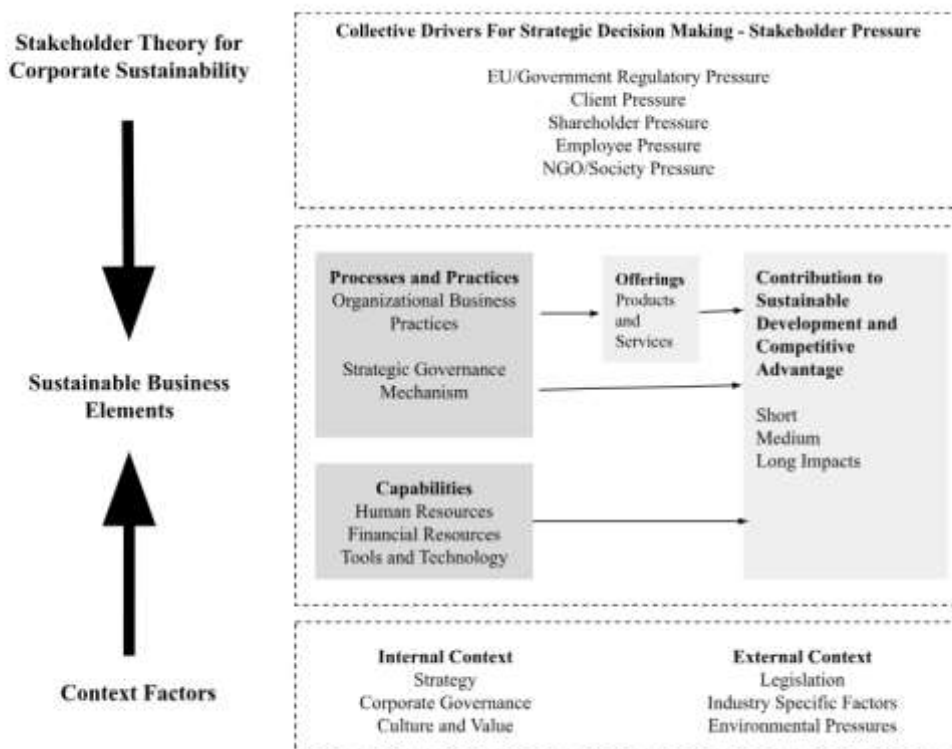 Stakeholder Theory for
Corporate Sustainability
Collective Drivers For Strategic Decision Making - Stakeholder Pressure
EU/Government Regulatory Pressure
Client Pressure
Shareholder Pressure
Employee Pressure
NGO/Society Pressure
Sustainable Business
Elements
Processes and Practices
Organizational Business
Practices
Strategic Governance
Mechanism
Offerings
Products
and
Services
Contribution to
Sustainable
Development and
Competitive
Advantage
Short
Medium
Long Impacts
Capabilities
Human Resources
Financial Resources
Tools and Technology
Context Factors
Internal Context
Strategy
Corporate Governance
Culture and Value
External Context
Legislation
Industry Specific Factors
Environmental Pressures